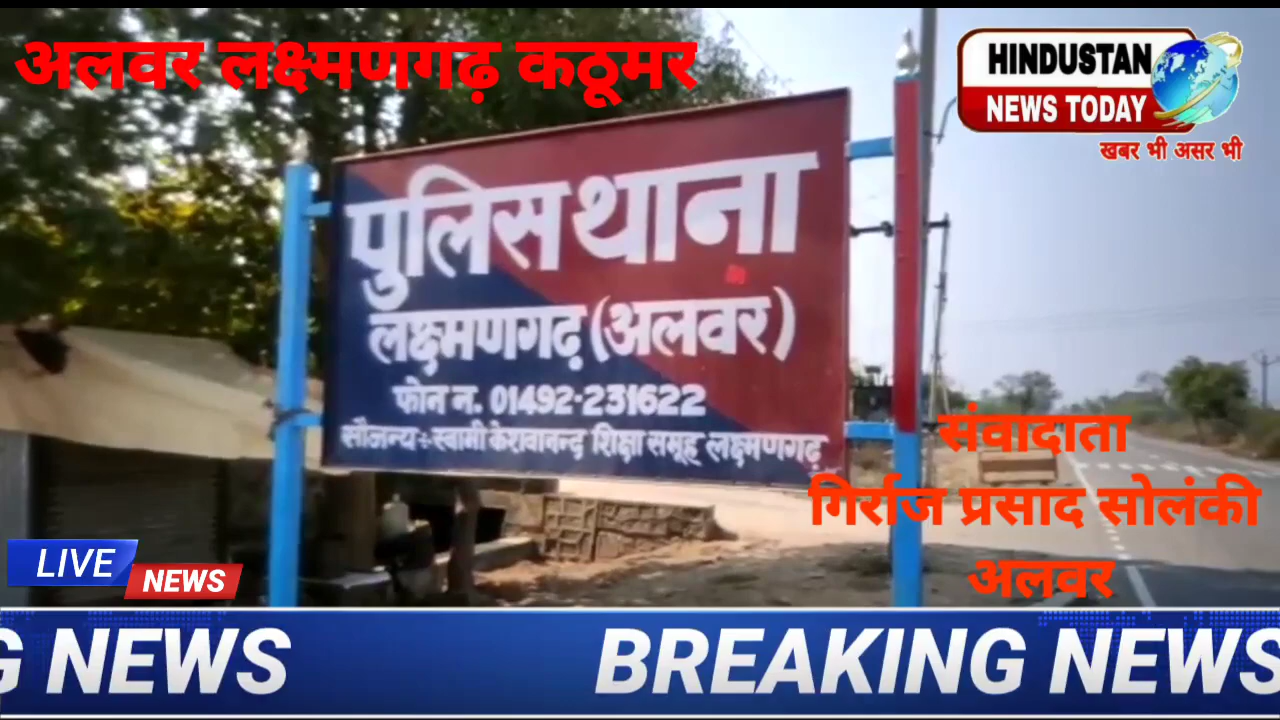 अलवर लक्ष्मणगढ़ कठूमर
HINDUSTAN
NEWS TODAY
खबर भी असर भी
पुलिस थाना
लक्ष्मणगढ़ (अलवर)
फोन न. 01492-231622
सौजन्य ÷ स्वामी केशवानन्द शिक्षा समूह लक्ष्मणगढ़
संवादाता
गिर्राज प्रसाद सोलंकी
अलवर
LIVE
NEWS
G NEWS
BREAKING NEWS